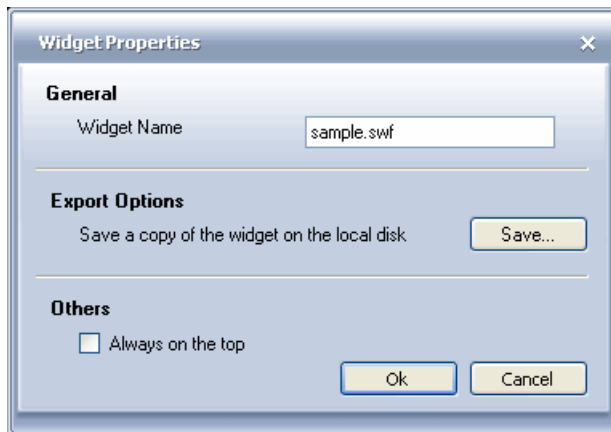 Widget Properties
General
Widget Name sample.swf
Export Options
Save a copy of the widget on the local disk Save...
Others
Always on the top
Ok Cancel